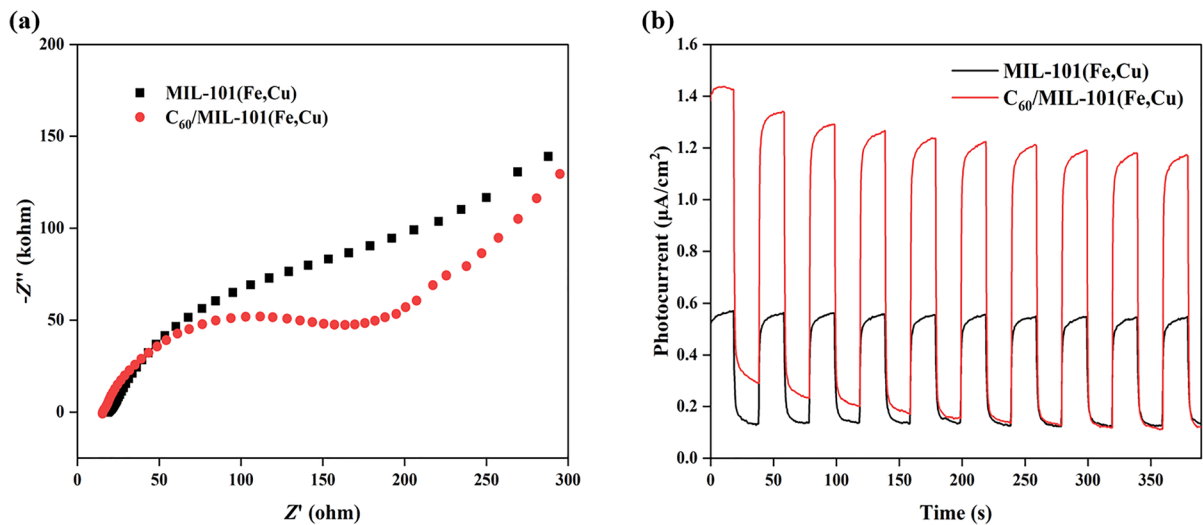 (a)
200
150
100
50
0
-Z'' (kohm)
MIL-101(Fe,Cu)
C₆₀/MIL-101(Fe,Cu)
0 50 100 150 200 250 300
Z' (ohm)
(b)
1.6
1.4
1.2
1.0
0.8
0.6
0.4
0.2
0.0
Photocurrent (μA/cm²)
MIL-101(Fe,Cu)
C₆₀/MIL-101(Fe,Cu)
0 50 100 150 200 250 300 350
Time (s)